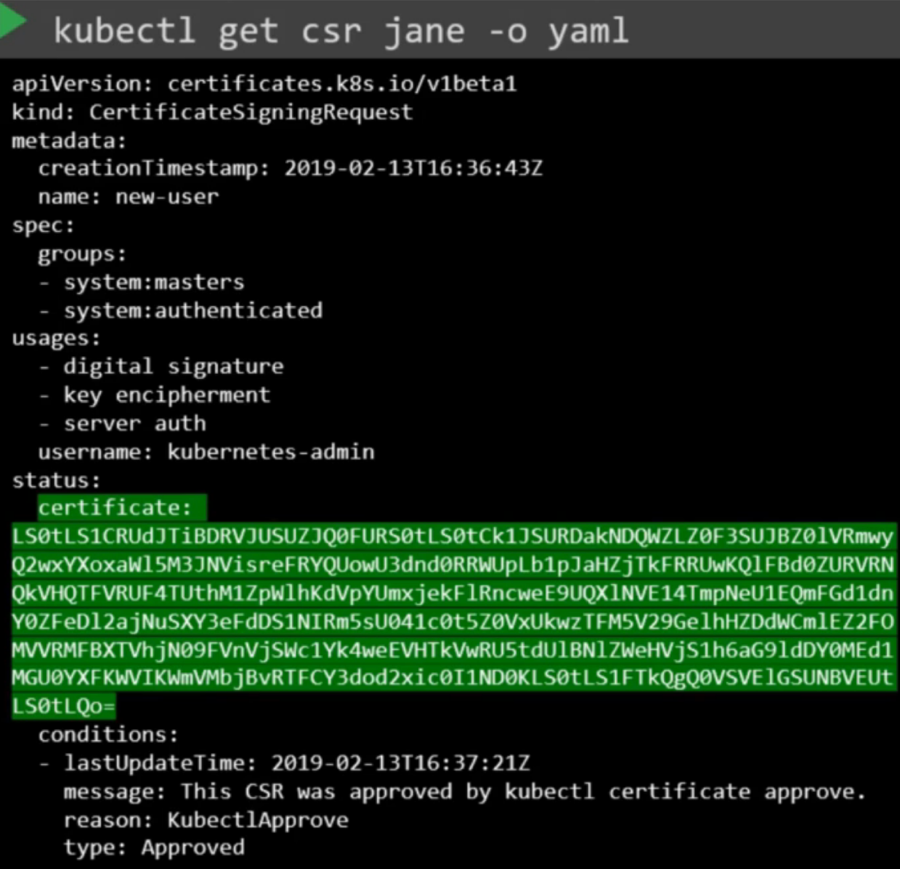 kubectl get csr jane -o yaml
apiVersion: certificates.k8s.io/v1beta1
kind: CertificateSigningRequest
metadata:
  creationTimestamp: 2019-02-13T16:36:43Z
  name: new-user
spec:
  groups:
  - system:masters
  - system:authenticated
usages:
  - digital signature
  - key encipherment
  - server auth
  username: kubernetes-admin
status:
  certificate:
LS0tLS1CRUdJTiBDRVJUSUZJQ0FURS0tLS0tCk1JSURDakNDQWZLZ0F3SUJBZ0lVRmwy
Q2wxYXoxaWl5M3JNVisreFRYQUowU3dnd0RRWUpLb1pJaHZjTkFRRUwKQlFBd0ZURVRN
QkVHQTFVRUF4TUthM1ZpWlhKdVpYUmxjekFlRncweE9UQXlNVE14TmpNeU1EQmFGd1dn
Y0ZFeDl2ajNuSXY3eFdDS1NIRm5sU041c0t5Z0VxUkwzTFM5V29GelhHZDdWCmlEZ2FO
MVVRMFBXTVhjN09FVnVjSWc1Yk4weEVHTkVwRU5tdUlBNlZWeHVjS1h6aG9ldDY0MEd1
MGU0YXFKWVIKWmVMbjBvRTFCY3dod2xic0I1ND0KLS0tLS1FTkQgQ0VSVElGSUNBVEUt
LS0tLQo=
  conditions:
  - lastUpdateTime: 2019-02-13T16:37:21Z
    message: This CSR was approved by kubectl certificate approve.
    reason: KubectlApprove
    type: Approved